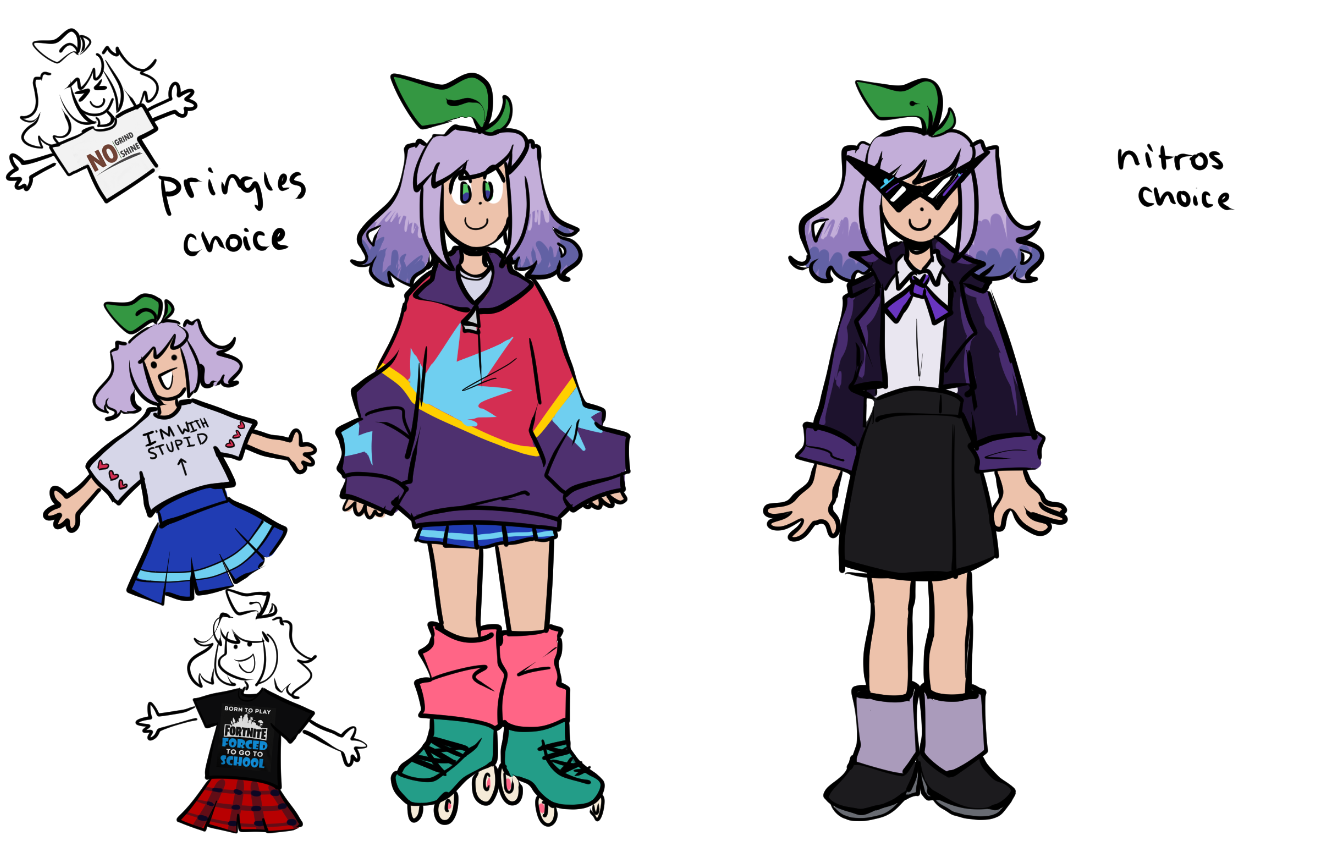 NO GRIND
SHINE
pringles
choice
nitros
choice
I'M WITH
STUPID
BORN TO PLAY
FORTNITE
FORCED
TO GO TO
SCHOOL